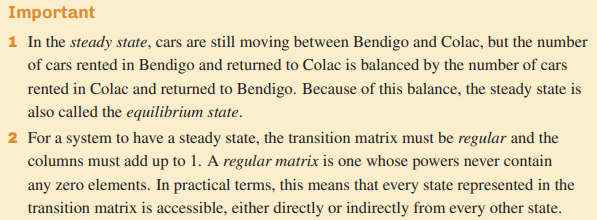 Important
1 In the steady state, cars are still moving between Bendigo and Colac, but the number
of cars rented in Bendigo and returned to Colac is balanced by the number of cars
rented in Colac and returned to Bendigo. Because of this balance, the steady state is
also called the equilibrium state.
2 For a system to have a steady state, the transition matrix must be regular and the
columns must add up to 1. A regular matrix is one whose powers never contain
any zero elements. In practical terms, this means that every state represented in the
transition matrix is accessible, either directly or indirectly from every other state.